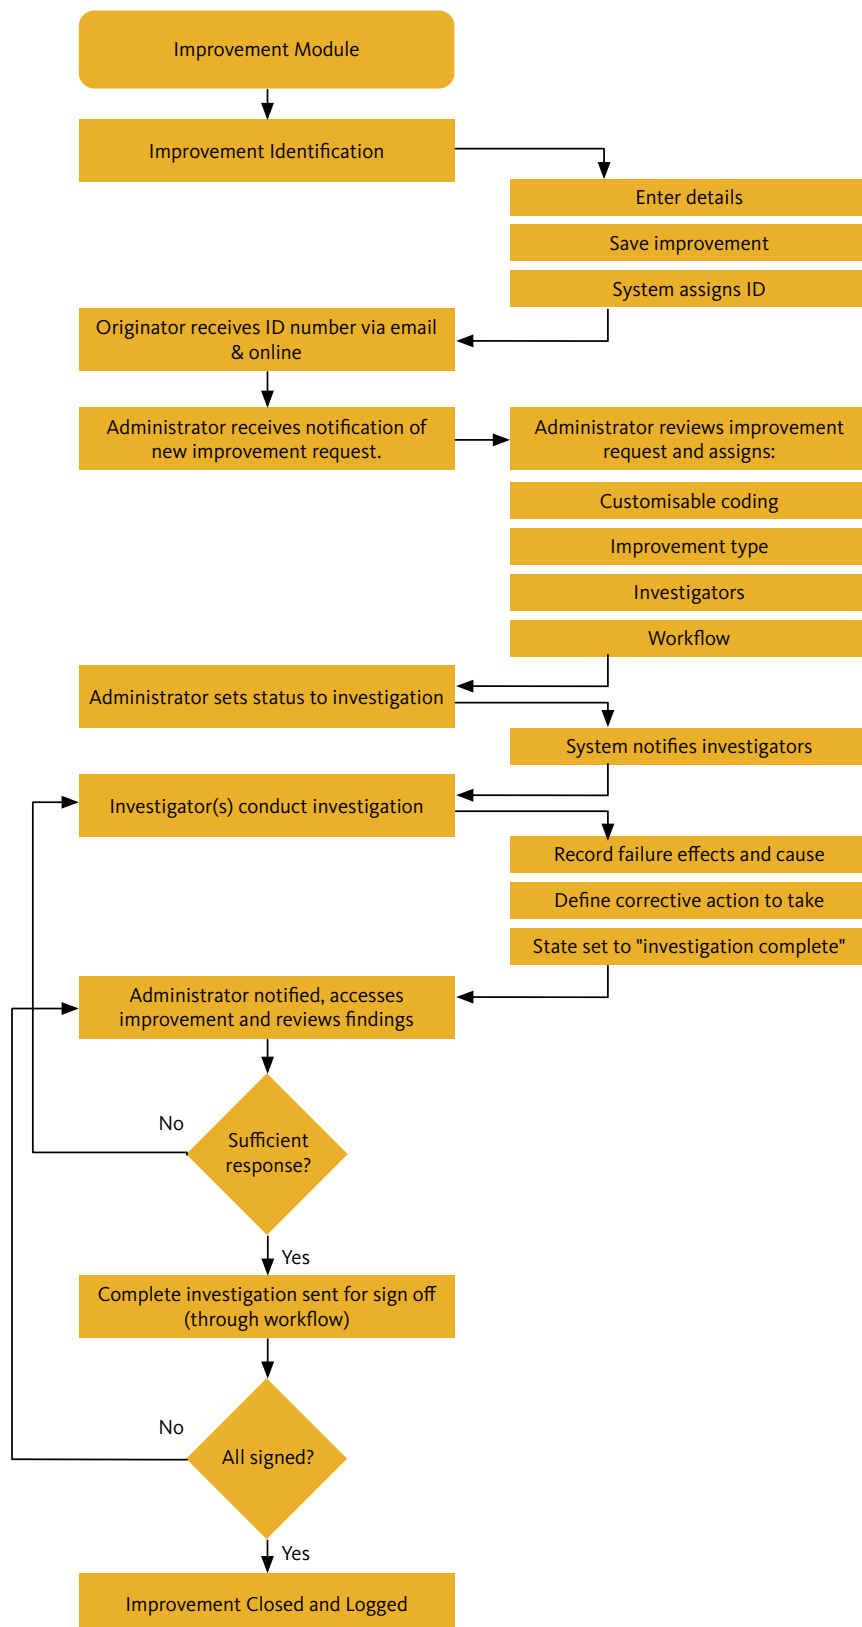 Improvement Module
Improvement Identification
Enter details
Save improvement
System assigns ID
Originator receives ID number via email
& online
Administrator receives notification of
new improvement request.
Administrator reviews improvement
request and assigns:
Customisable coding
Improvement type
Investigators
Workflow
Administrator sets status to investigation
System notifies investigators
Investigator(s) conduct investigation
Record failure effects and cause
Define corrective action to take
State set to "investigation complete"
Administrator notified, accesses
improvement and reviews findings
No
Sufficient
response?
Yes
Complete investigation sent for sign off
(through workflow)
No
All signed?
Yes
Improvement Closed and Logged